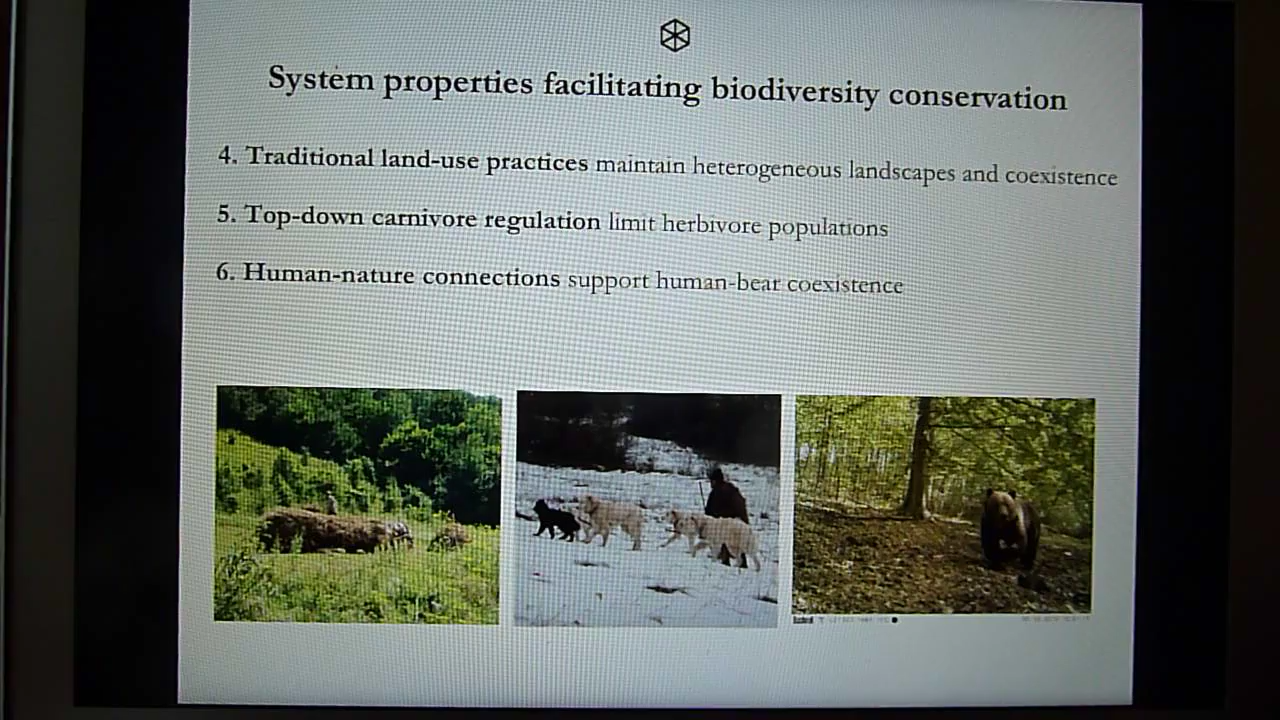 System properties facilitating biodiversity conservation
4. Traditional land-use practices maintain heterogeneous landscapes and coexistence
5. Top-down carnivore regulation limit herbivore populations
6. Human-nature connections support human-bear coexistence